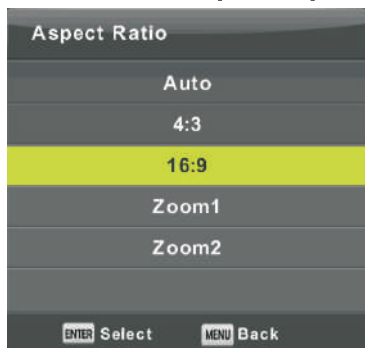 Aspect Ratio
Auto
4:3
16:9
Zoom1
Zoom2
ENTER Select MENU Back